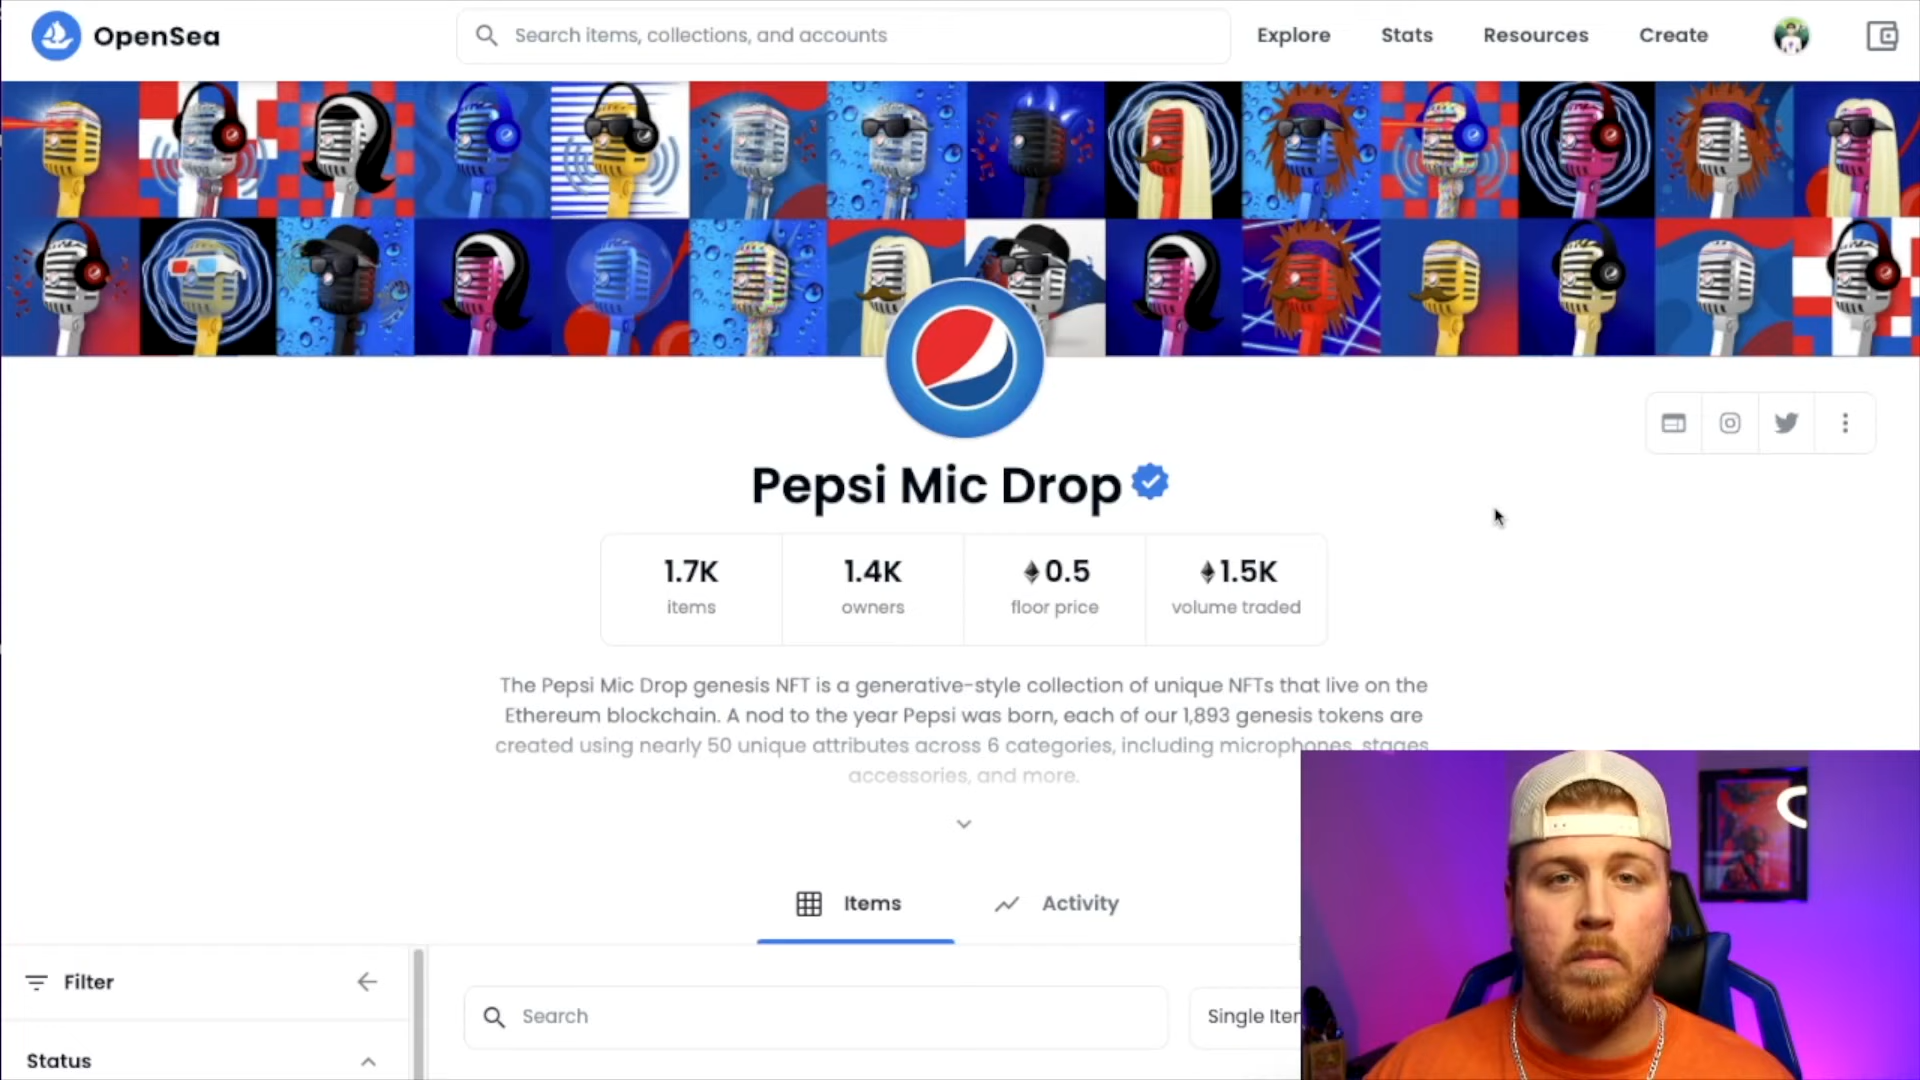 OpenSea
Search items, collections, and accounts
Explore
Stats
Resources
Create
Pepsi Mic Drop
1.7K
1.4K
0.5
1.5K
items
owners
floor price
volume traded
The Pepsi Mic Drop genesis NFT is a generative-style collection of unique NFTs that live on the
Ethereum blockchain. A nod to the year Pepsi was born, each of our 1,893 genesis tokens are
created using nearly 50 unique attributes across 6 categories, including microphones, stages
accessories, and more.
Items
Activity
Filter
Search
Single Iter
Status